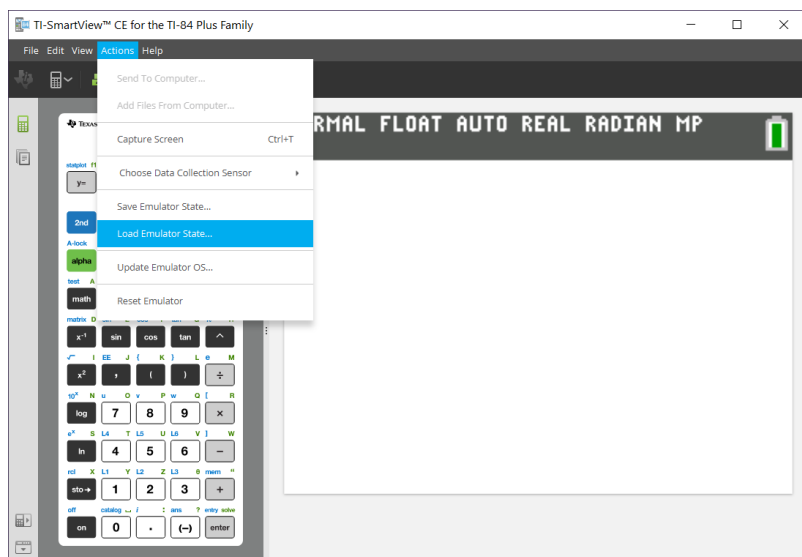 TI-SmartView™ CE for the TI-84 Plus Family
File Edit View Actions Help
Send To Computer...
Add Files From Computer...
Capture Screen Ctrl+T
Choose Data Collection Sensor
Save Emulator State...
Load Emulator State...
Update Emulator OS...
Reset Emulator
RMAL FLOAT AUTO REAL RADIAN MP
TEXAS
statplot f1
y=
2nd
A-lock
alpha
test A
math
matrix D
x⁻¹ sin cos tan ^
√ I EE J { K } L e M
x² , ( ) ÷
10ˣ N u O v P w Q [ R
log 7 8 9 ×
eˣ S L4 T L5 U L6 V ] W
ln 4 5 6 −
rcl X L1 Y L2 Z L3 θ mem "
sto→ 1 2 3 +
off catalog i : ans ? entry solve
on 0 . (−) enter